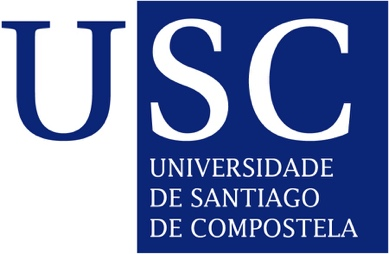 USC
UNIVERSIDADE
DE SANTIAGO
DE COMPOSTELA